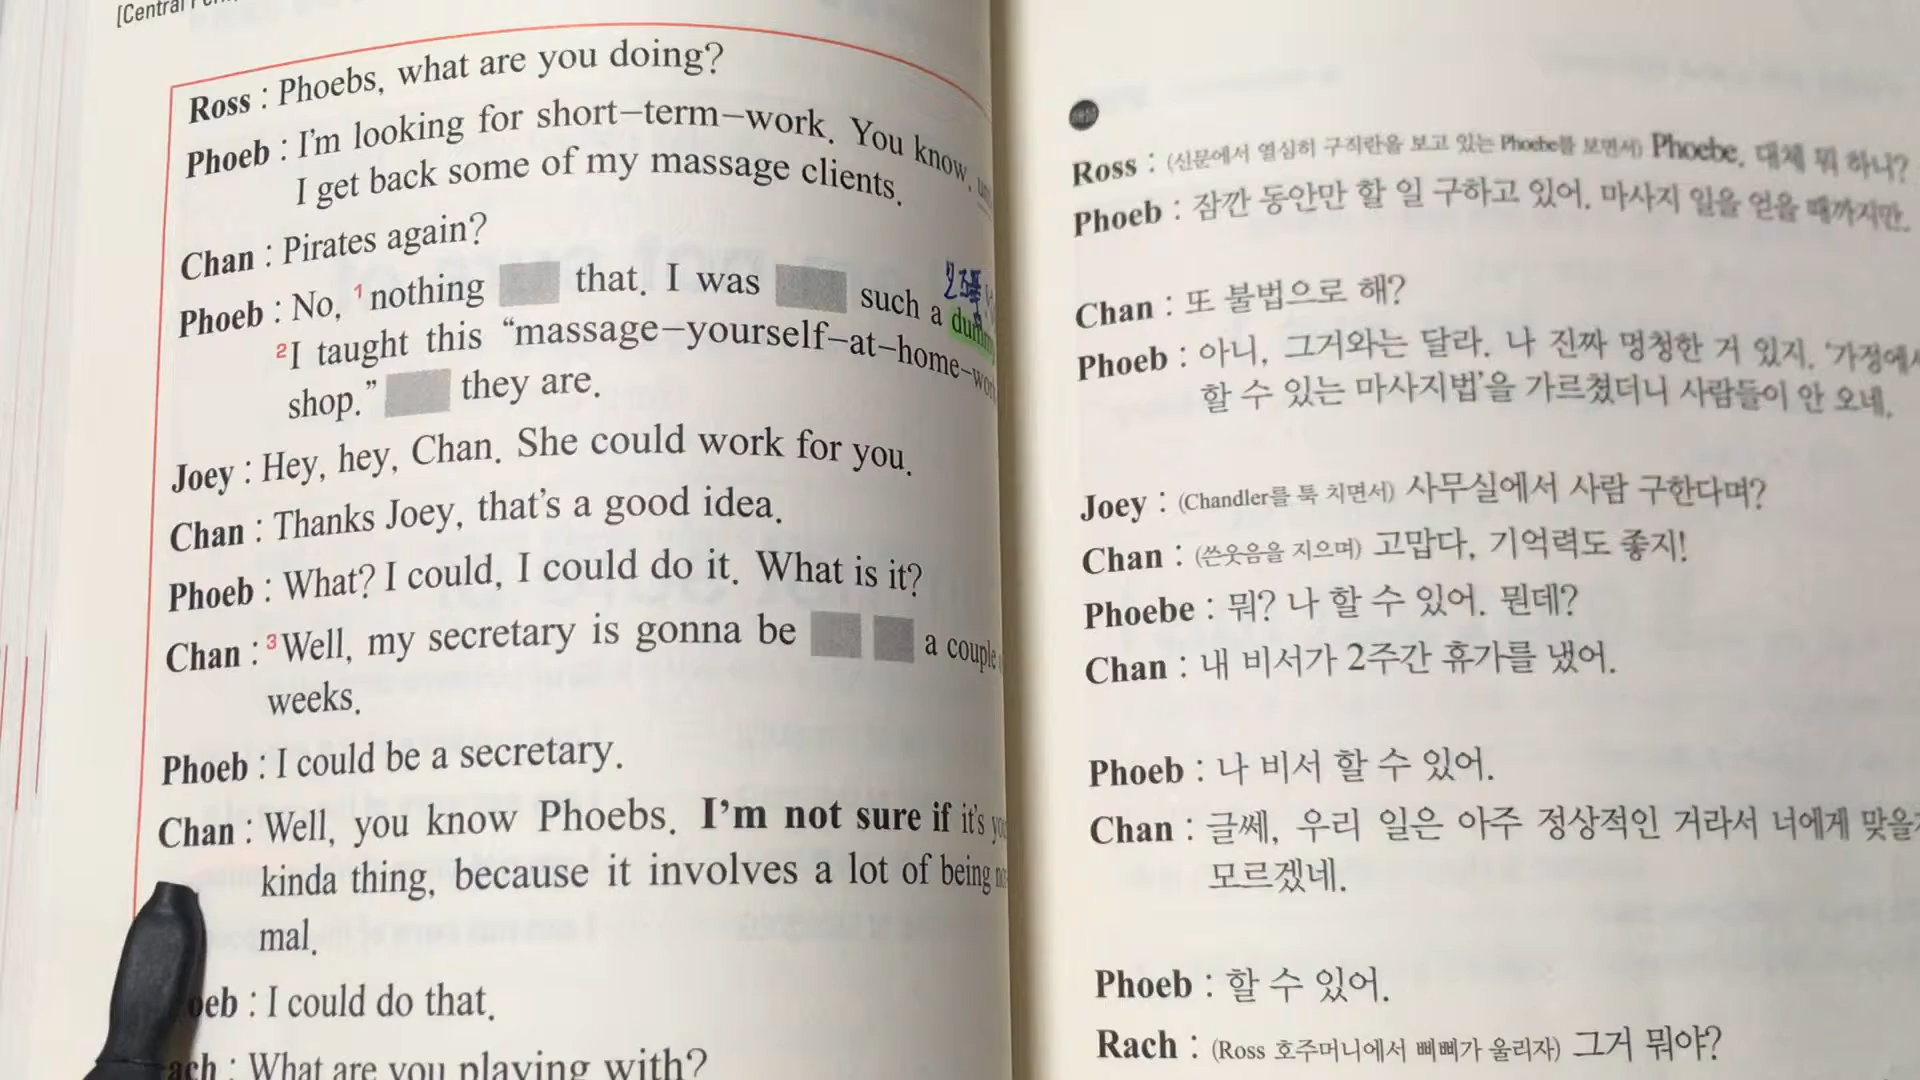 [Central
Ross : Phoebs, what are you doing?
Phoeb : I'm looking for short–term–work. You know,
I get back some of my massage clients.
Chan : Pirates again?
Phoeb : No, 1 nothing that. I was such a
2 I taught this “massage–yourself–at–home–
shop.” they are.
Joey : Hey, hey, Chan. She could work for you.
Chan : Thanks Joey, that's a good idea.
Phoeb : What? I could, I could do it. What is it?
Chan : 3 Well, my secretary is gonna be a couple
weeks.
Phoeb : I could be a secretary.
Chan : Well, you know Phoebs. I'm not sure if it's
kinda thing, because it involves a lot of being
mal.
oeb : I could do that.
ach : What are you playing with?
Ross : (신문에서 열심히 구직란을 보고 있는 Phoebe를 보면서) Phoebe, 대체 뭐 하니?
Phoeb : 잠깐 동안만 할 일 구하고 있어. 마사지 일을 얻을 때까지만.
Chan : 또 불법으로 해?
Phoeb : 아니, 그거와는 달라. 나 진짜 멍청한 거 있지. '가정에서
할 수 있는 마사지법'을 가르쳤더니 사람들이 안 오네.
Joey : (Chandler를 툭 치면서) 사무실에서 사람 구한다며?
Chan : (쓴웃음을 지으며) 고맙다, 기억력도 좋지!
Phoebe : 뭐? 나 할 수 있어. 뭔데?
Chan : 내 비서가 2주간 휴가를 냈어.
Phoeb : 나 비서 할 수 있어.
Chan : 글쎄, 우리 일은 아주 정상적인 거라서 너에게 맞을
모르겠네.
Phoeb : 할 수 있어.
Rach : (Ross 호주머니에서 삐삐가 울리자) 그거 뭐야?